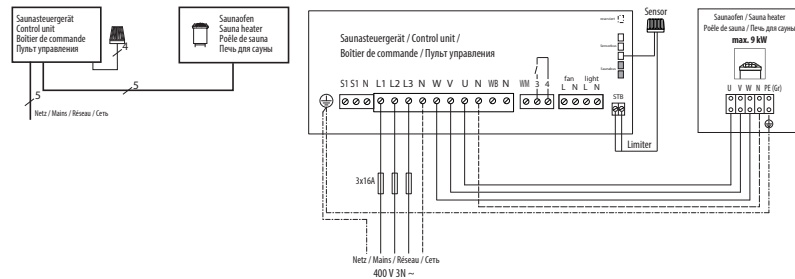 Saunasteuergerät
Control unit
Boîtier de commande
Пульт управления
4
5
5
Netz / Mains / Réseau / Сеть
Saunaofen
Sauna heater
Poêle de sauna
Печь для сауны
Saunasteuergerät / Control unit /
Boîtier de commande / Пульт управления
Sensor
S1 S1 N L1 L2 L3 N W V U N WB N WM 3 4
fan light
L N L N
STB
Limiter
3x16A
Netz / Mains / Réseau / Сеть
400 V 3N ~
Saunaofen / Sauna heater
Poêle de sauna / Печь для сауны
max. 9 kW
U V W N PE (Gr)